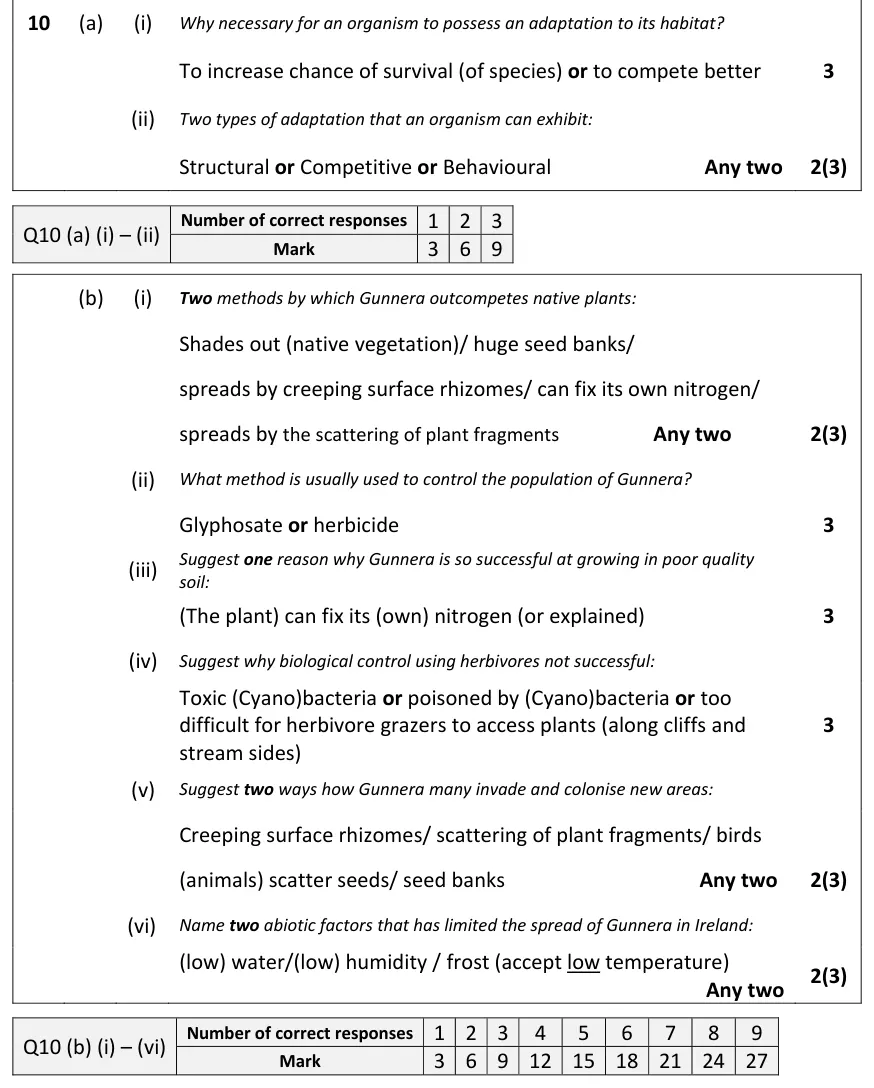 10 (a) (i) Why necessary for an organism to possess an adaptation to its habitat?
To increase chance of survival (of species) or to compete better 3
(ii) Two types of adaptation that an organism can exhibit:
Structural or Competitive or Behavioural Any two 2(3)
Q10 (a) (i) – (ii) Number of correct responses 1 2 3
Mark 3 6 9
(b) (i) Two methods by which Gunnera outcompetes native plants:
Shades out (native vegetation)/ huge seed banks/
spreads by creeping surface rhizomes/ can fix its own nitrogen/
spreads by the scattering of plant fragments Any two 2(3)
(ii) What method is usually used to control the population of Gunnera?
Glyphosate or herbicide 3
(iii) Suggest one reason why Gunnera is so successful at growing in poor quality
soil:
(The plant) can fix its (own) nitrogen (or explained) 3
(iv) Suggest why biological control using herbivores not successful:
Toxic (Cyano)bacteria or poisoned by (Cyano)bacteria or too
difficult for herbivore grazers to access plants (along cliffs and 3
stream sides)
(v) Suggest two ways how Gunnera many invade and colonise new areas:
Creeping surface rhizomes/ scattering of plant fragments/ birds
(animals) scatter seeds/ seed banks Any two 2(3)
(vi) Name two abiotic factors that has limited the spread of Gunnera in Ireland:
(low) water/(low) humidity / frost (accept low temperature) 2(3)
Any two
Q10 (b) (i) – (vi) Number of correct responses 1 2 3 4 5 6 7 8 9
Mark 3 6 9 12 15 18 21 24 27